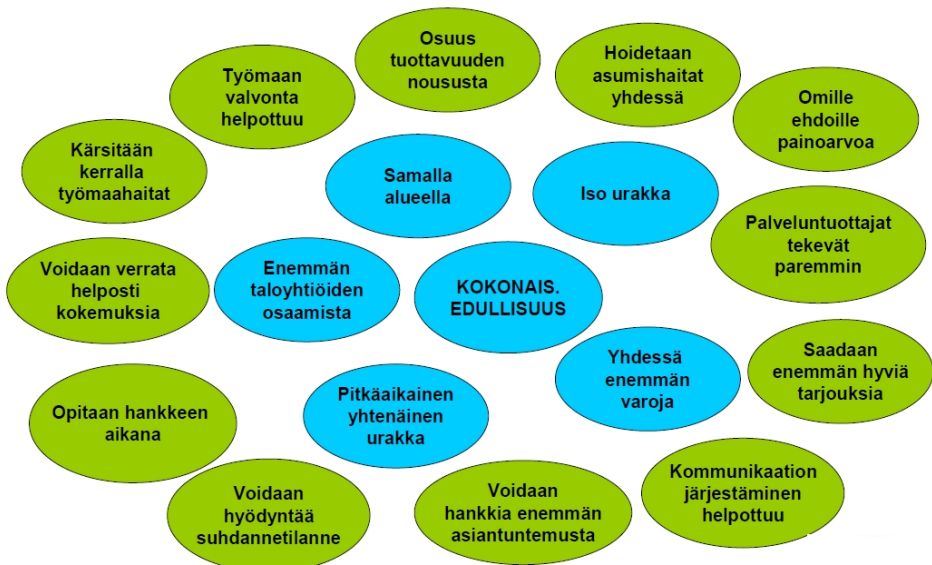 Osuus
tuottavuuden
noususta
Hoidetaan
asumishaitat
yhdessä
Työmaan
valvonta
helpottuu
Omille
ehdoille
painoarvoa
Kärsitään
kerralla
työmaahaitat
Samalla
alueella
Iso urakka
Palveluntuottajat
tekevät
paremmin
Voidaan verrata
helposti
kokemuksia
Enemmän
taloyhtiöiden
osaamista
KOKONAIS.
EDULLISUUS
Yhdessä
enemmän
varoja
Saadaan
enemmän hyviä
tarjouksia
Opitaan hankkeen
aikana
Pitkäaikainen
yhtenäinen
urakka
Voidaan
hyödyntää
suhdannetilanne
Voidaan
hankkia enemmän
asiantuntemusta
Kommunikaation
järjestäminen
helpottuu